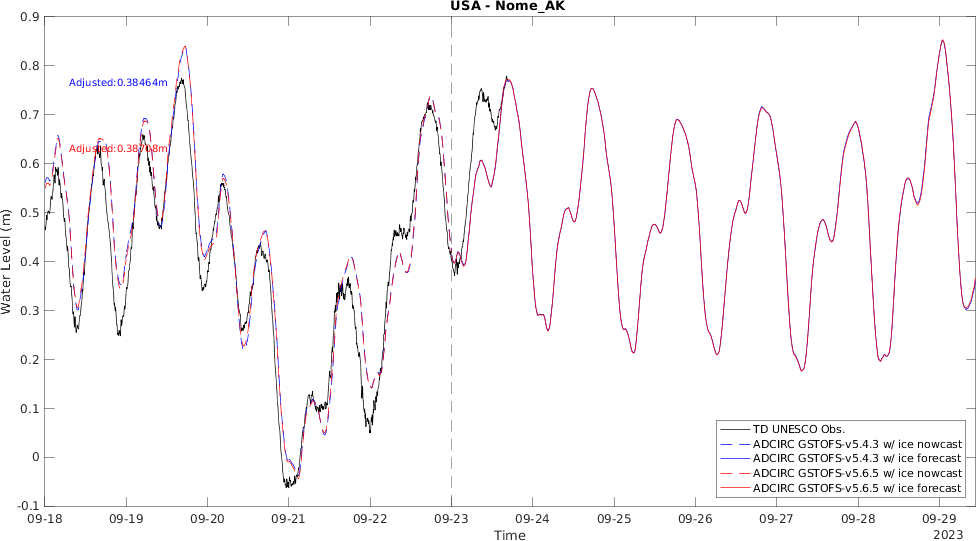 USA - Nome_AK
0.9
0.8
0.7
0.6
0.5
0.4
0.3
0.2
0.1
0
-0.1
Water Level (m)
Adjusted:0.38464m
Adjusted:0.38708m
TD UNESCO Obs.
ADCIRC GSTOFS-v5.4.3 w/ ice nowcast
ADCIRC GSTOFS-v5.4.3 w/ ice forecast
ADCIRC GSTOFS-v5.6.5 w/ ice nowcast
ADCIRC GSTOFS-v5.6.5 w/ ice forecast
09-18 09-19 09-20 09-21 09-22 09-23 09-24 09-25 09-26 09-27 09-28 09-29
Time
2023